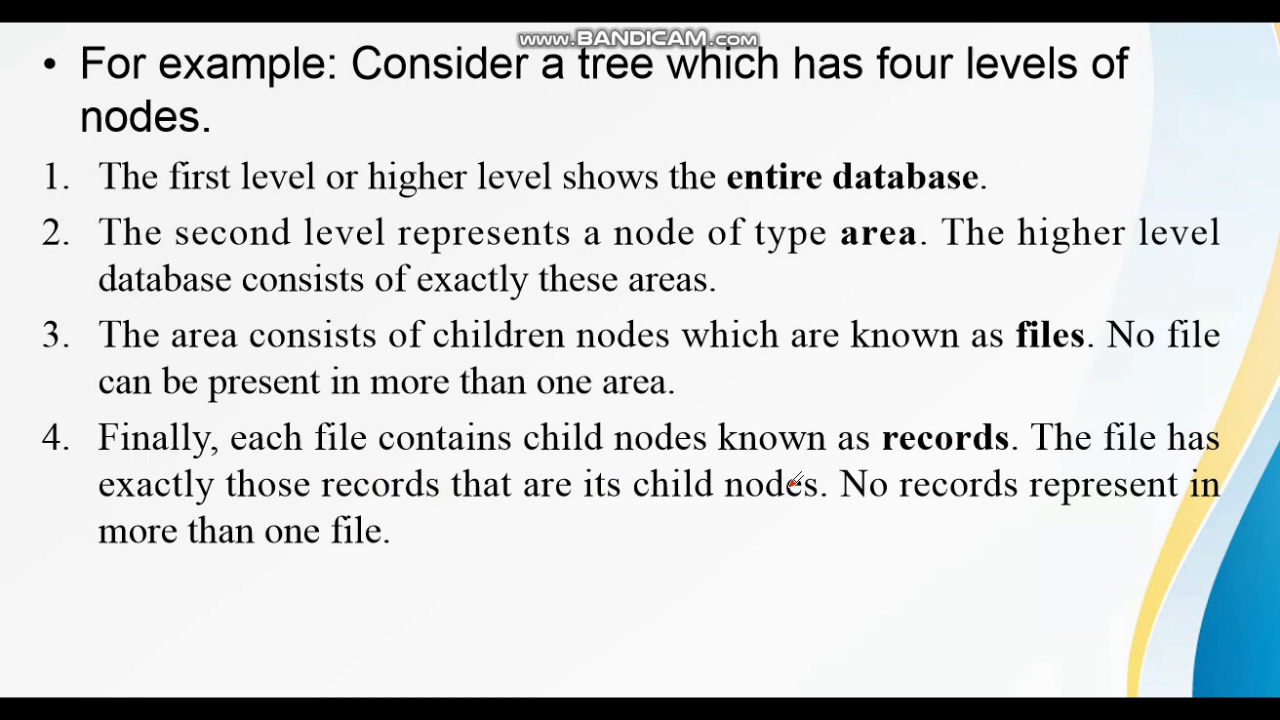 www.BANDICAM.com
• For example: Consider a tree which has four levels of
nodes.
1. The first level or higher level shows the entire database.
2. The second level represents a node of type area. The higher level
database consists of exactly these areas.
3. The area consists of children nodes which are known as files. No file
can be present in more than one area.
4. Finally, each file contains child nodes known as records. The file has
exactly those records that are its child nodes. No records represent in
more than one file.